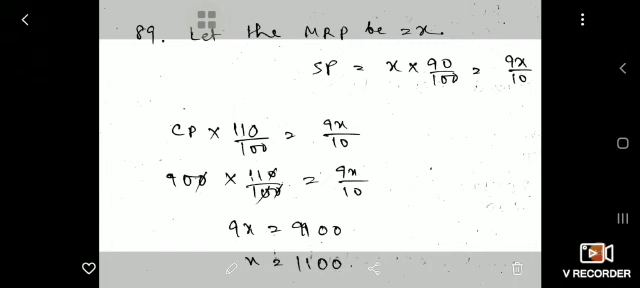 89. Let the MRP be = x.
SP = x × 90/100 = 9x/10
CP × 110/100 = 9x/10
900 × 110/100 = 9x/10
9x = 9900
x = 1100.
V RECORDER